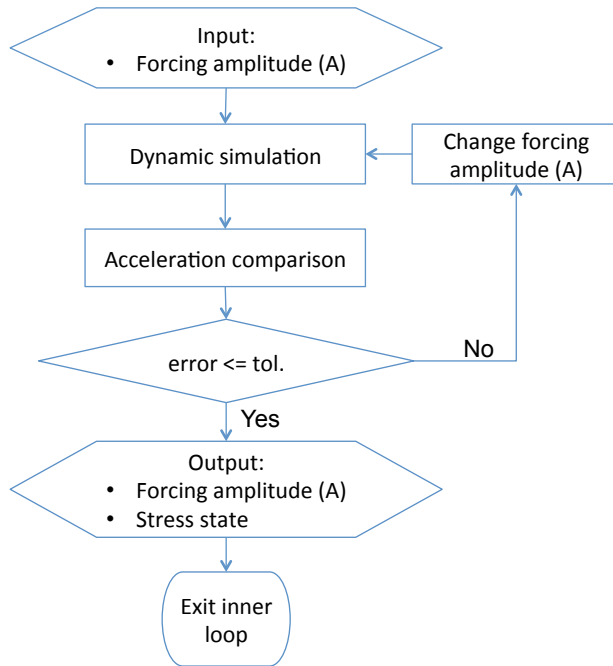 Input:
• Forcing amplitude (A)
Dynamic simulation
Change forcing
amplitude (A)
Acceleration comparison
error <= tol.
No
Yes
Output:
• Forcing amplitude (A)
• Stress state
Exit inner
loop